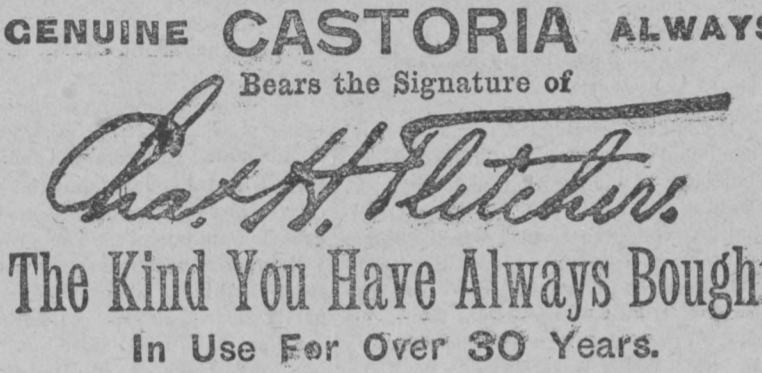 GENUINE CASTORIA ALWAYS
Bears the Signature of
Chas. H. Fletcher.
The Kind You Have Always Bough
In Use For Over 30 Years.